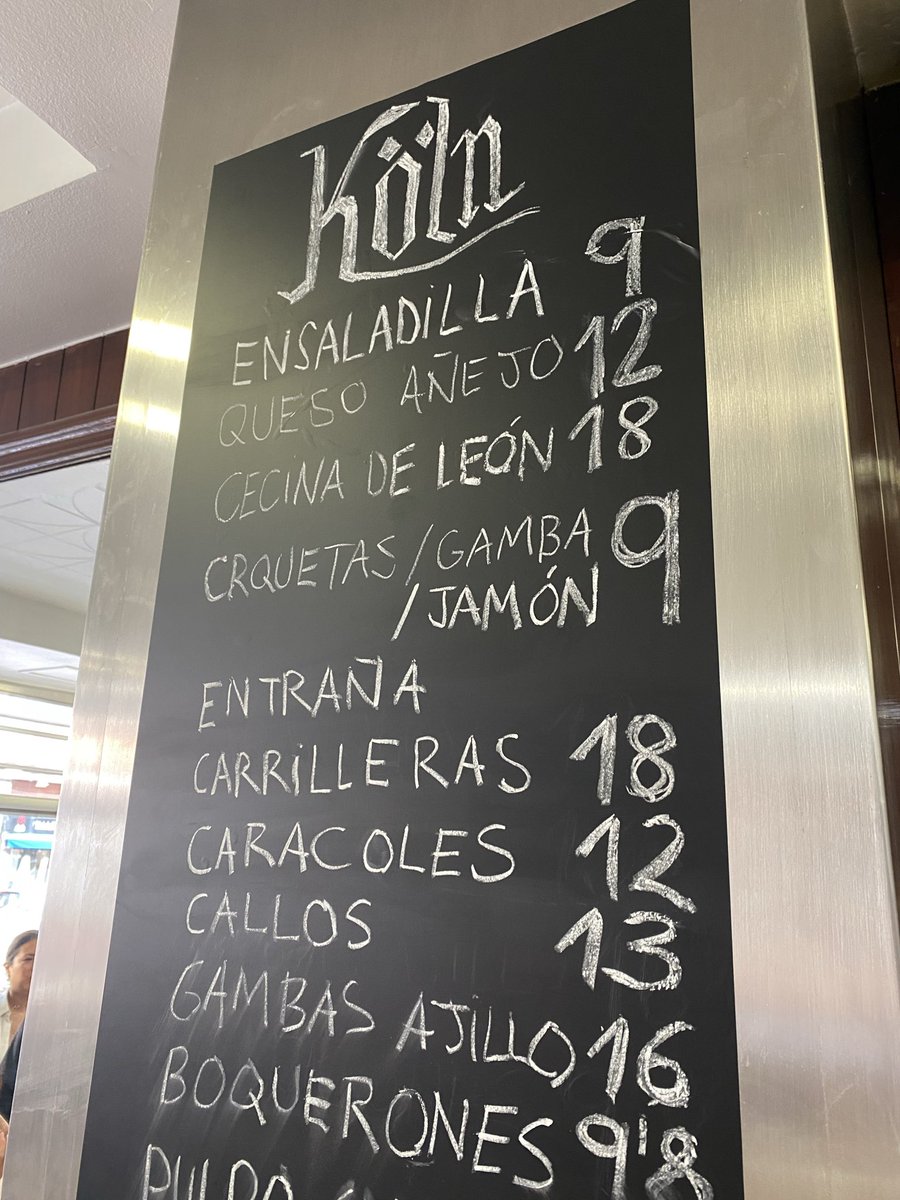 Köln
ENSALADILLA 9
QUESO AÑEJO 12
CECINA DE LEÓN 18
CRQUETAS/GAMBA 9
/JAMÓN
ENTRAÑA
CARRILLERAS 18
CARACOLES 12
CALLOS 13
GAMBAS AJILLO 16
BOQUERONES 9'8
PULPO